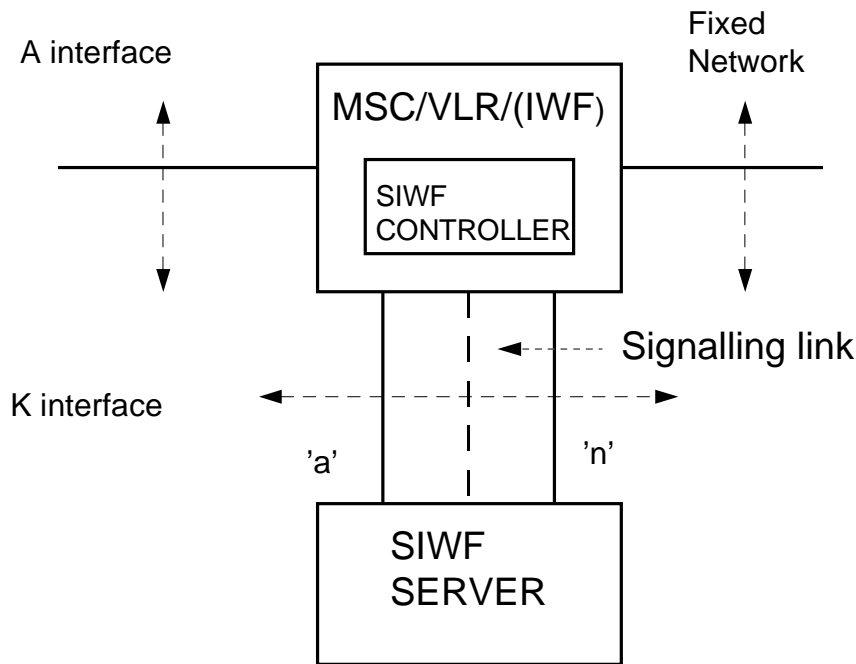 A interface
Fixed
Network
MSC/VLR/(IWF)
SIWF
CONTROLLER
Signalling link
K interface
'a'
'n'
SIWF
SERVER